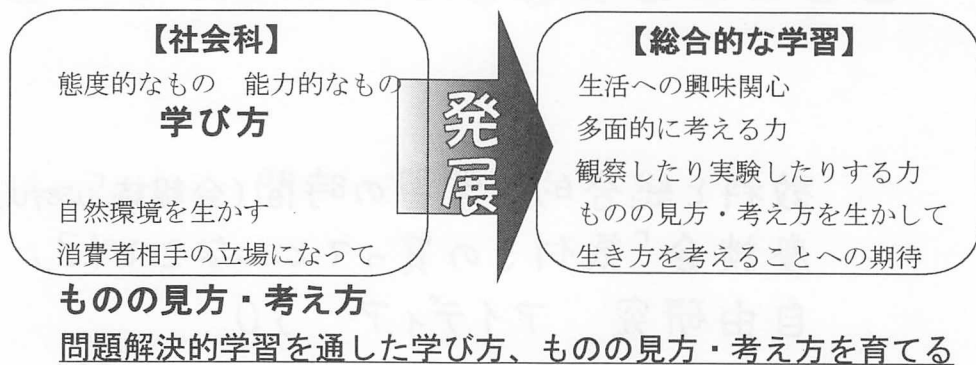 【社会科】
態度的なもの　能力的なもの
学び方
自然環境を生かす
消費者相手の立場になって
ものの見方・考え方
発展
【総合的な学習】
生活への興味関心
多面的に考える力
観察したり実験したりする力
ものの見方・考え方を生かして
生き方を考えることへの期待
問題解決的学習を通した学び方、ものの見方・考え方を育てる